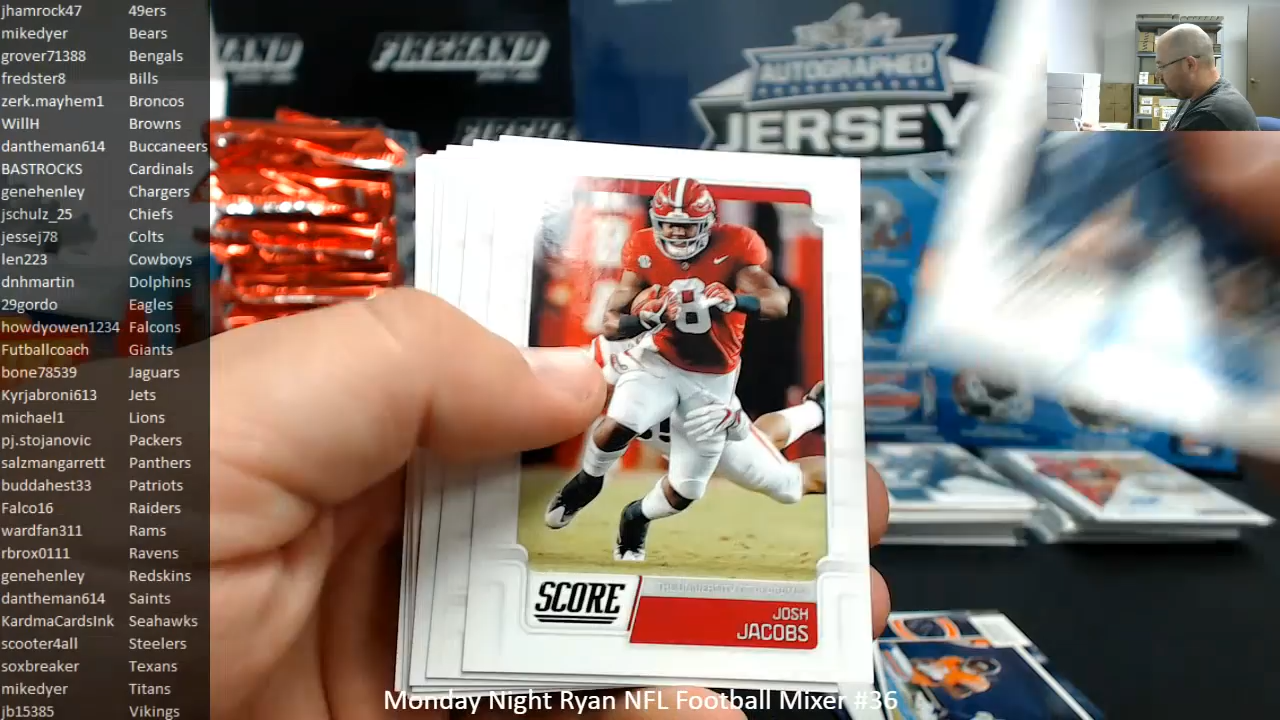 jhamrock47 49ers
mikedyer Bears
grover71388 Bengals
fredster8 Bills
zerk.mayhem1 Broncos
WillH Browns
dantheman614 Buccaneers
BASTROCKS Cardinals
genehenley Chargers
jschulz_25 Chiefs
jessej78 Colts
len223 Cowboys
dnhmartin Dolphins
29gordo Eagles
howdyowen1234 Falcons
Futballcoach Giants
bone78539 Jaguars
Kyrjabroni613 Jets
michael1 Lions
pj.stojanovic Packers
salzmangarrett Panthers
buddahest33 Patriots
Falco16 Raiders
wardfan311 Rams
rbrox0111 Ravens
genehenley Redskins
dantheman614 Saints
KardmaCardsInk Seahawks
scooter4all Steelers
soxbreaker Texans
mikedyer Titans
jb15385 Vikings
FIREHAND
AUTOGRAPHED
JERSEY
8
SCORE
JOSH
JACOBS
Monday Night Ryan NFL Football Mixer #36